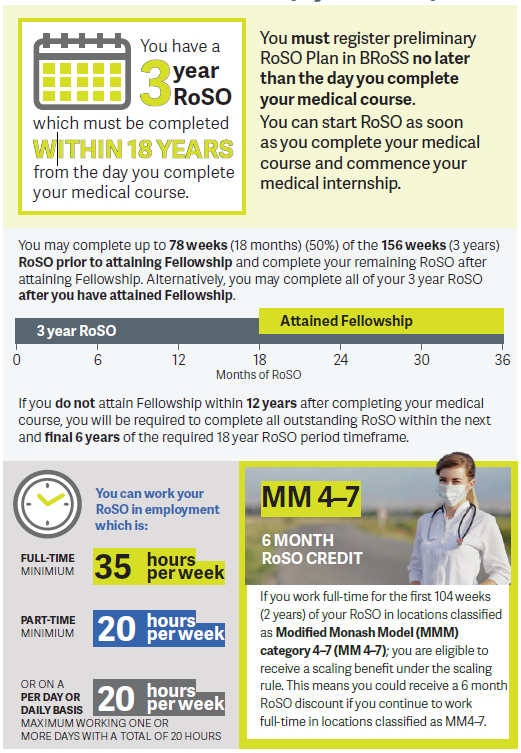 You have a
3 year
RoSO
which must be completed
WITHIN 18 YEARS
from the day you complete
your medical course.
You must register preliminary
RoSO Plan in BRoSS no later
than the day you complete
your medical course.
You can start RoSO as soon
as you complete your medical
course and commence your
medical internship.
You may complete up to 78 weeks (18 months) (50%) of the 156 weeks (3 years)
RoSO prior to attaining Fellowship and complete your remaining RoSO after
attaining Fellowship. Alternatively, you may complete all of your 3 year RoSO
after you have attained Fellowship.
3 year RoSO
Attained Fellowship
0 6 12 18 24 30 36
Months of RoSO
If you do not attain Fellowship within 12 years after completing your medical
course, you will be required to complete all outstanding RoSO within the next
and final 6 years of the required 18 year RoSO period timeframe.
You can work your
RoSO in employment
which is:
FULL-TIME
MINIMUM
35 hours
per week
PART-TIME
MINIMUM
20 hours
per week
OR ON A
PER DAY OR
DAILY BASIS
20 hours
per week
MAXIMUM WORKING ONE OR
MORE DAYS WITH A TOTAL OF 20 HOURS
MM 4–7
6 MONTH
RoSO CREDIT
If you work full-time for the first 104 weeks
(2 years) of your RoSO in locations classified
as Modified Monash Model (MMM)
category 4–7 (MM 4–7); you are eligible to
receive a scaling benefit under the scaling
rule. This means you could receive a 6 month
RoSO discount if you continue to work
full-time in locations classified as MM4–7.